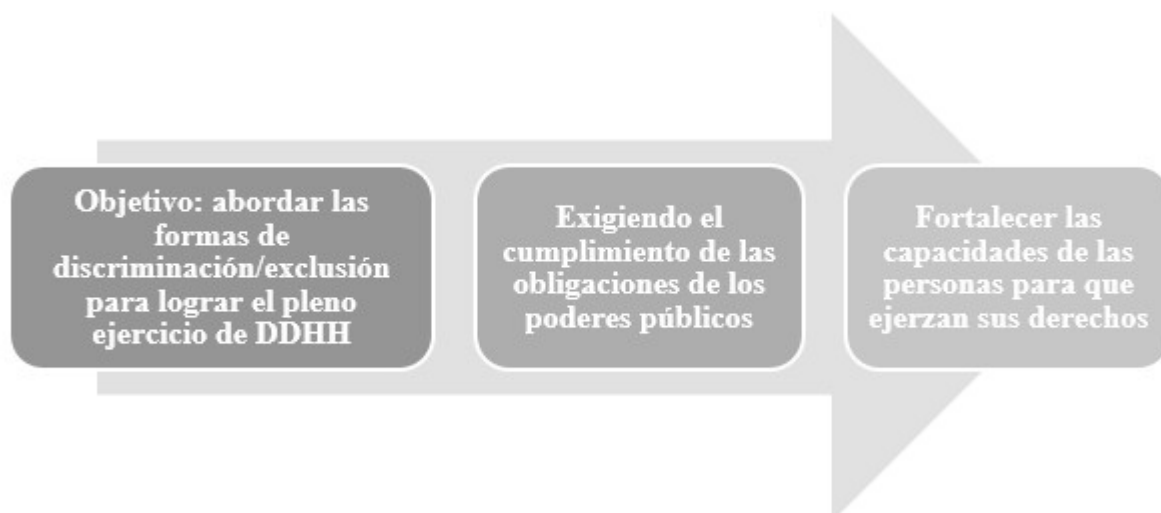 Objetivo: abordar las
formas de
discriminación/exclusión
para lograr el pleno
ejercicio de DDHH
Exigiendo el
cumplimiento de las
obligaciones de los
poderes públicos
Fortalecer las
capacidades de las
personas para que
ejerzan sus derechos